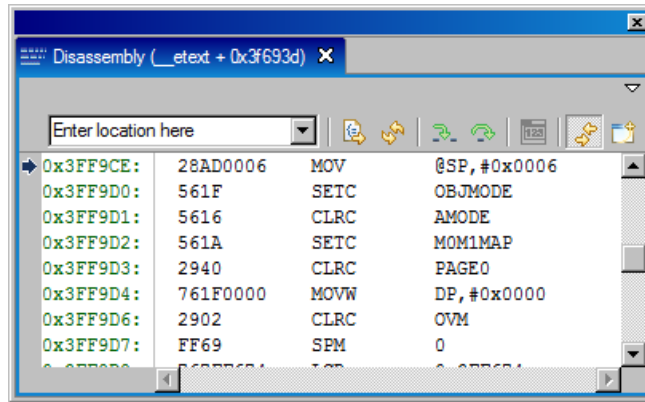 Disassembly (__etext + 0x3f693d)
Enter location here
0x3FF9CE: 28AD0006 MOV @SP,#0x0006
0x3FF9D0: 561F SETC OBJMODE
0x3FF9D1: 5616 CLRC AMODE
0x3FF9D2: 561A SETC M0M1MAP
0x3FF9D3: 2940 CLRC PAGE0
0x3FF9D4: 761F0000 MOVW DP,#0x0000
0x3FF9D6: 2902 CLRC OVM
0x3FF9D7: FF69 SPM 0